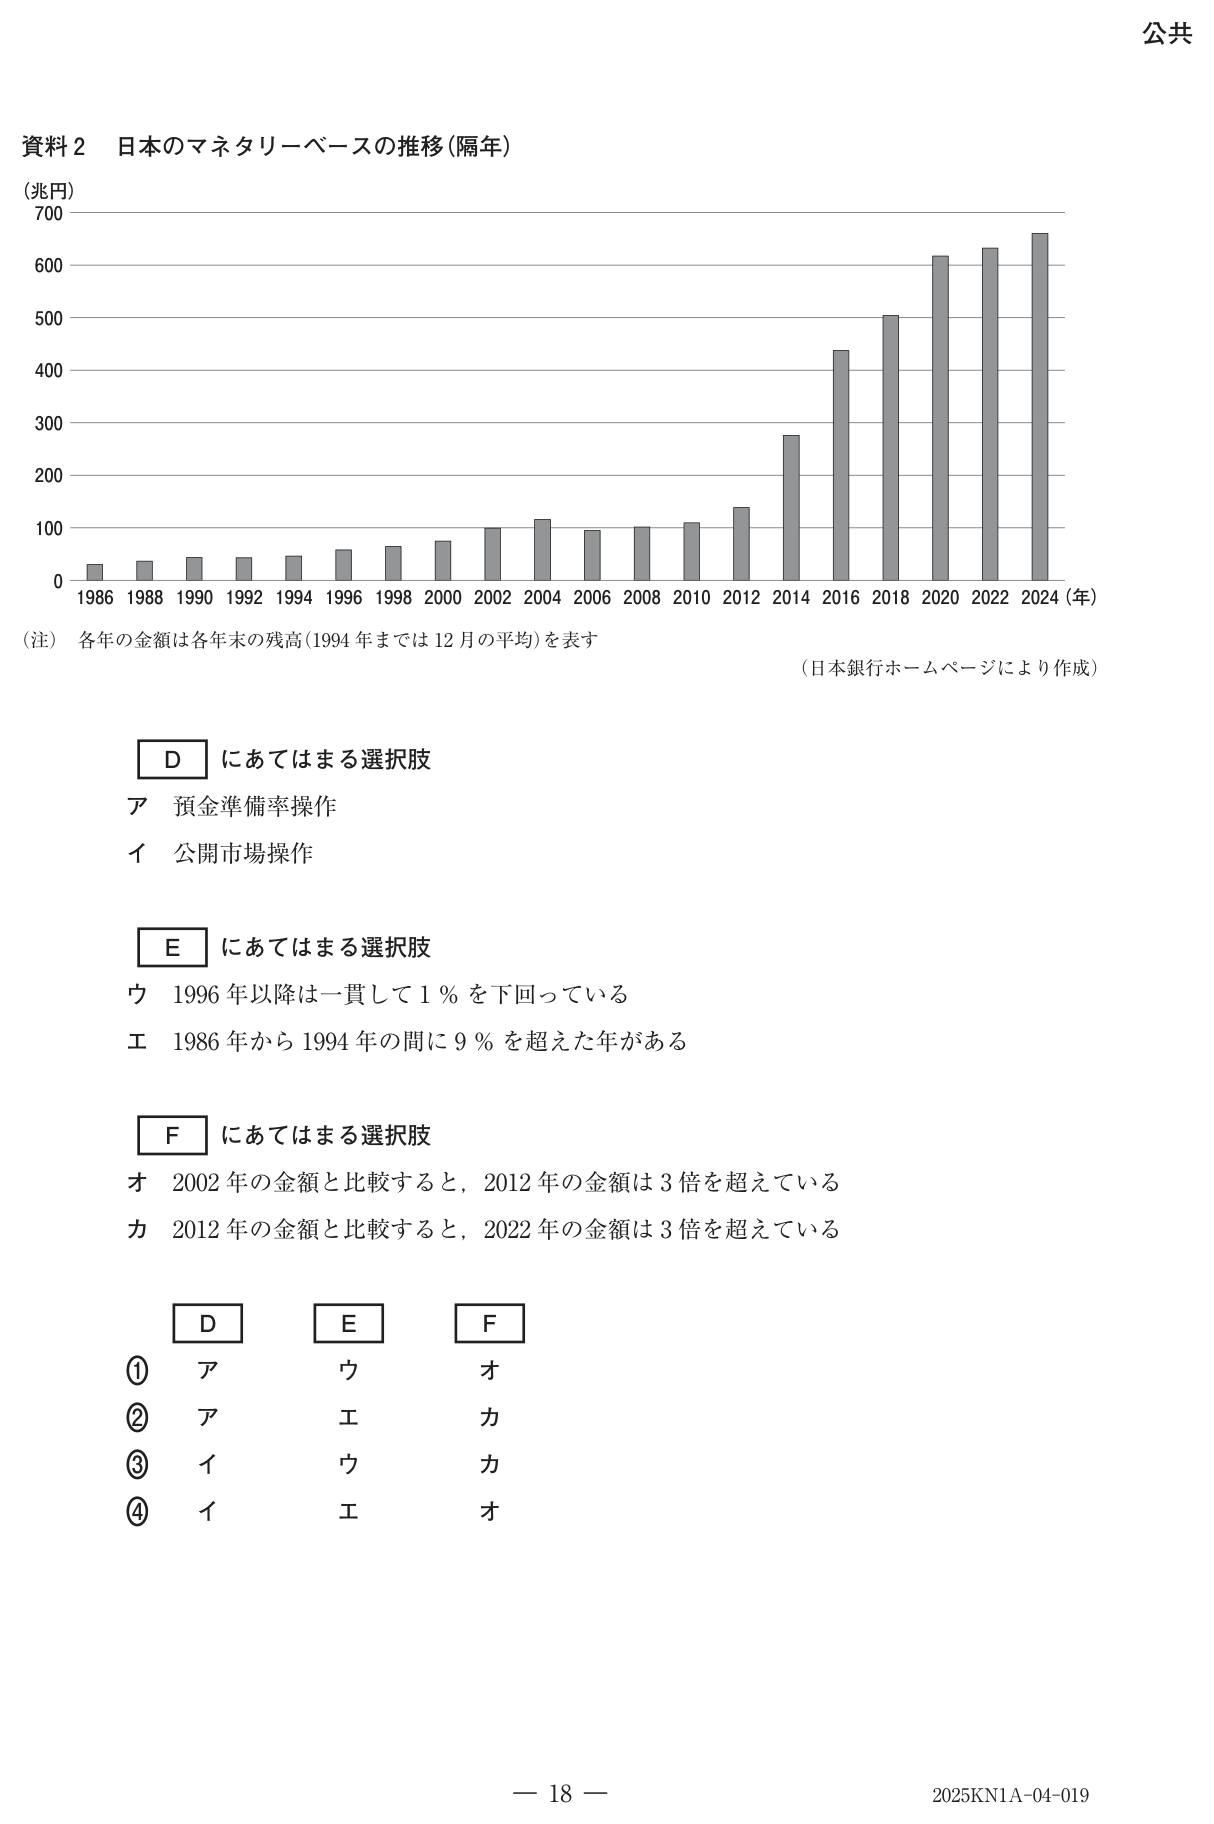 公共
資料2 日本のマネタリーベースの推移(隔年)
(兆円)
700
600
500
400
300
200
100
0
1986 1988 1990 1992 1994 1996 1998 2000 2002 2004 2006 2008 2010 2012 2014 2016 2018 2020 2022 2024(年)
(注) 各年の金額は各年末の残高(1994年までは12月の平均)を表す
(日本銀行ホームページにより作成)
D にあてはまる選択肢
ア 預金準備率操作
イ 公開市場操作
E にあてはまる選択肢
ウ 1996年以降は一貫して1%を下回っている
エ 1986年から1994年の間に9%を超えた年がある
F にあてはまる選択肢
オ 2002年の金額と比較すると，2012年の金額は3倍を超えている
カ 2012年の金額と比較すると，2022年の金額は3倍を超えている
D E F
① ア ウ オ
② ア エ カ
③ イ ウ カ
④ イ エ オ
— 18 —
2025KN1A-04-019